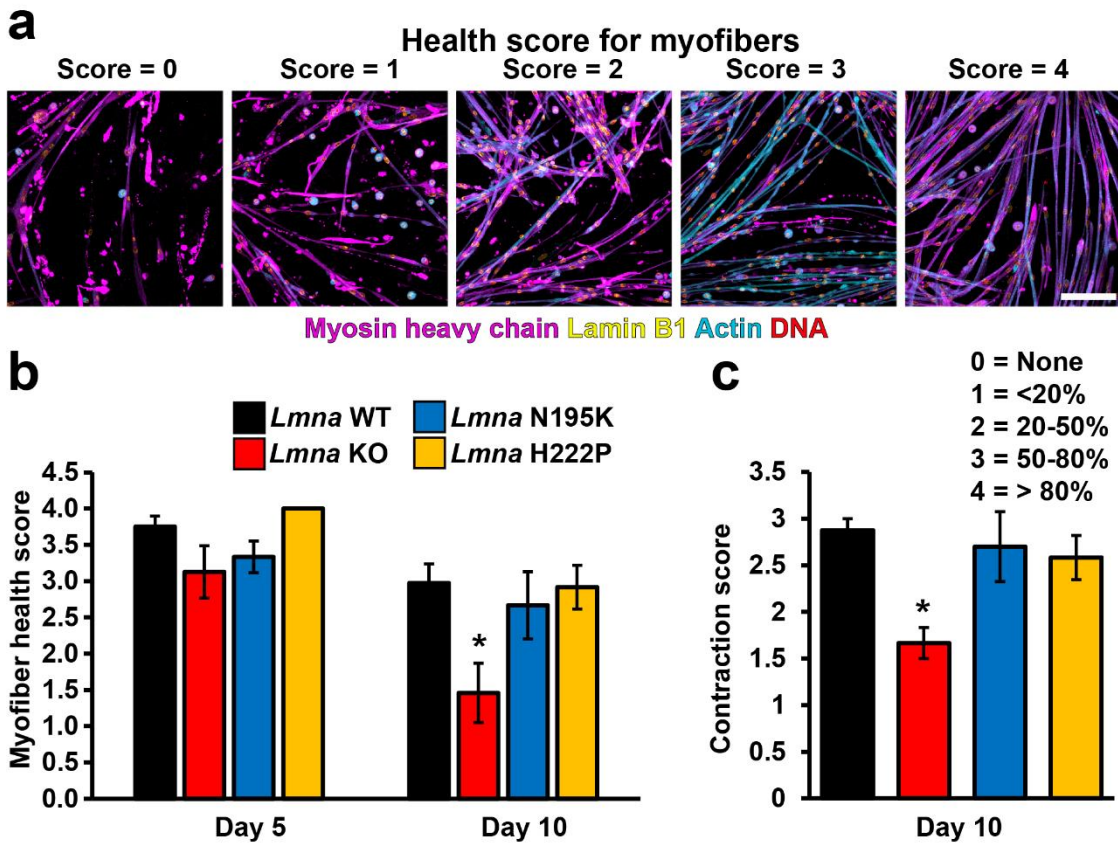 a
Health score for myofibers
Score = 0 Score = 1 Score = 2 Score = 3 Score = 4
Myosin heavy chain Lamin B1 Actin DNA
b
Lmna WT Lmna N195K
Lmna KO Lmna H222P
Myofiber health score
4.5
4.0
3.5
3.0
2.5
2.0
1.5
1.0
0.5
0.0
*
Day 5 Day 10
c
0 = None
1 = <20%
2 = 20-50%
3 = 50-80%
4 = > 80%
Contraction score
3.5
3
2.5
2
1.5
1
0.5
0
*
Day 10